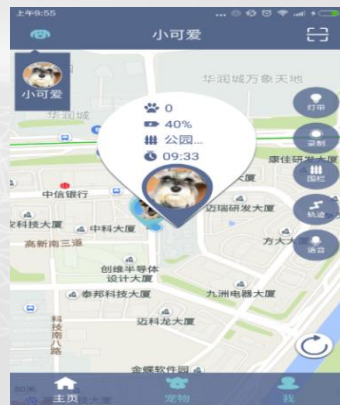 上午9:55
小可爱
小可爱
华润城万象天地
华润城
0
40%
公园...
09:33
灯带
录制
围栏
轨迹
语音
康佳研发大厦
中信银行
迈瑞研发大厦
中科大厦
安科技大厦
高新南三道
方大大厦
创维半导体
设计大厦
泰邦科技大厦
九洲电器大厦
迈科龙大厦
科技南八路
金蝶软件园
主页
宠物
我